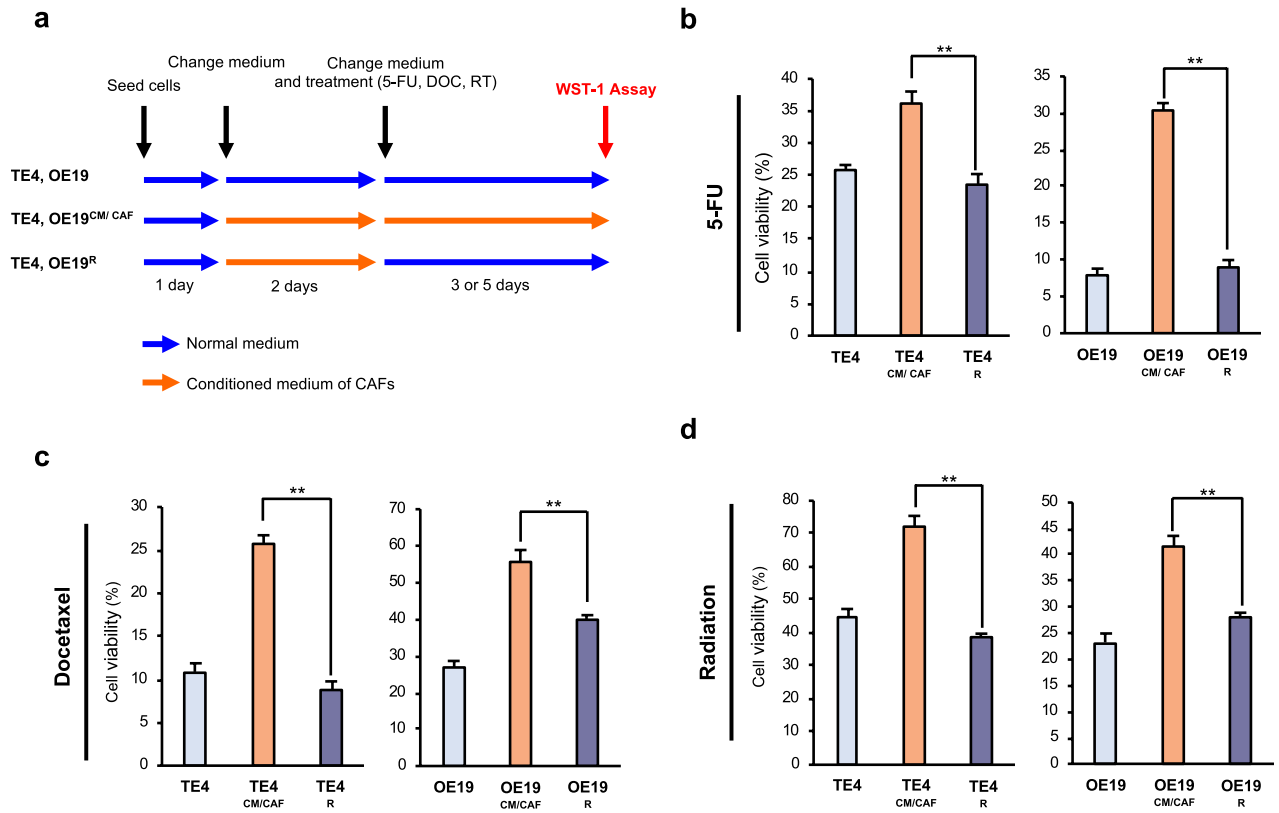 a
Seed cells
Change medium
Change medium
and treatment (5-FU, DOC, RT)
WST-1 Assay
TE4, OE19
TE4, OE19CM/ CAF
TE4, OE19R
1 day
2 days
3 or 5 days
Normal medium
Conditioned medium of CAFs
b
5-FU
Cell viability (%)
40
35
30
25
20
15
10
5
0
**
TE4
TE4
CM/ CAF
TE4
R
35
30
25
20
15
10
5
0
**
OE19
OE19
CM/ CAF
OE19
R
c
Docetaxel
Cell viability (%)
30
25
20
15
10
5
0
**
TE4
TE4
CM/CAF
TE4
R
70
60
50
40
30
20
10
0
**
OE19
OE19
CM/CAF
OE19
R
d
Radiation
Cell viability (%)
80
70
60
50
40
30
20
10
0
**
TE4
TE4
CM/CAF
TE4
R
50
45
40
35
30
25
20
15
10
5
0
**
OE19
OE19
CM/CAF
OE19
R